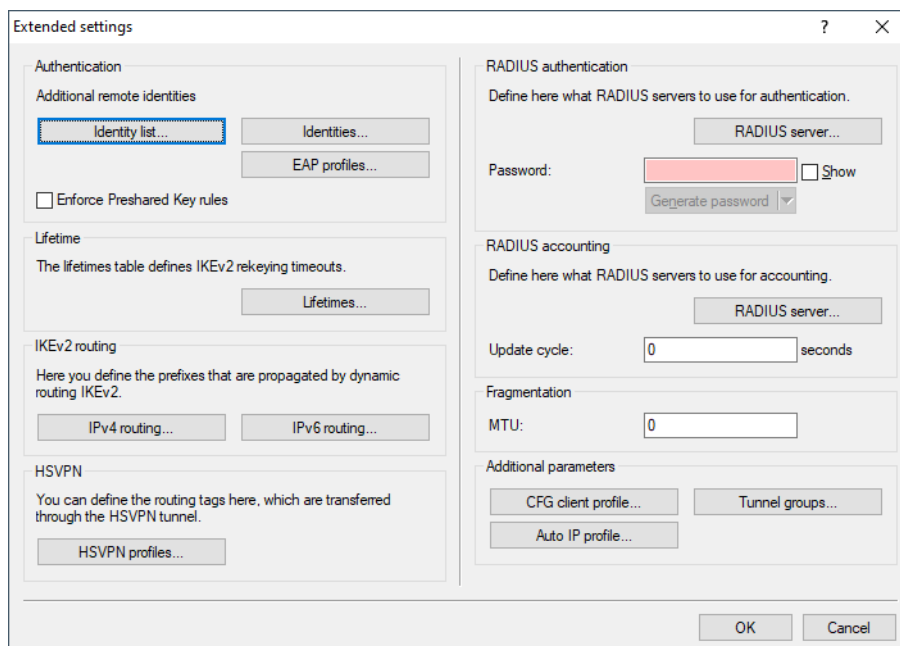 Extended settings
?
Authentication
Additional remote identities
Identity list...
Identities...
EAP profiles...
Enforce Preshared Key rules
Lifetime
The lifetimes table defines IKEv2 rekeying timeouts.
Lifetimes...
IKEv2 routing
Here you define the prefixes that are propagated by dynamic
routing IKEv2.
IPv4 routing...
IPv6 routing...
HSVPN
You can define the routing tags here, which are transferred
through the HSVPN tunnel.
HSVPN profiles...
RADIUS authentication
Define here what RADIUS servers to use for authentication.
RADIUS server...
Password:
Show
Generate password
RADIUS accounting
Define here what RADIUS servers to use for accounting.
RADIUS server...
Update cycle:
0
seconds
Fragmentation
MTU:
0
Additional parameters
CFG client profile...
Tunnel groups...
Auto IP profile...
OK
Cancel